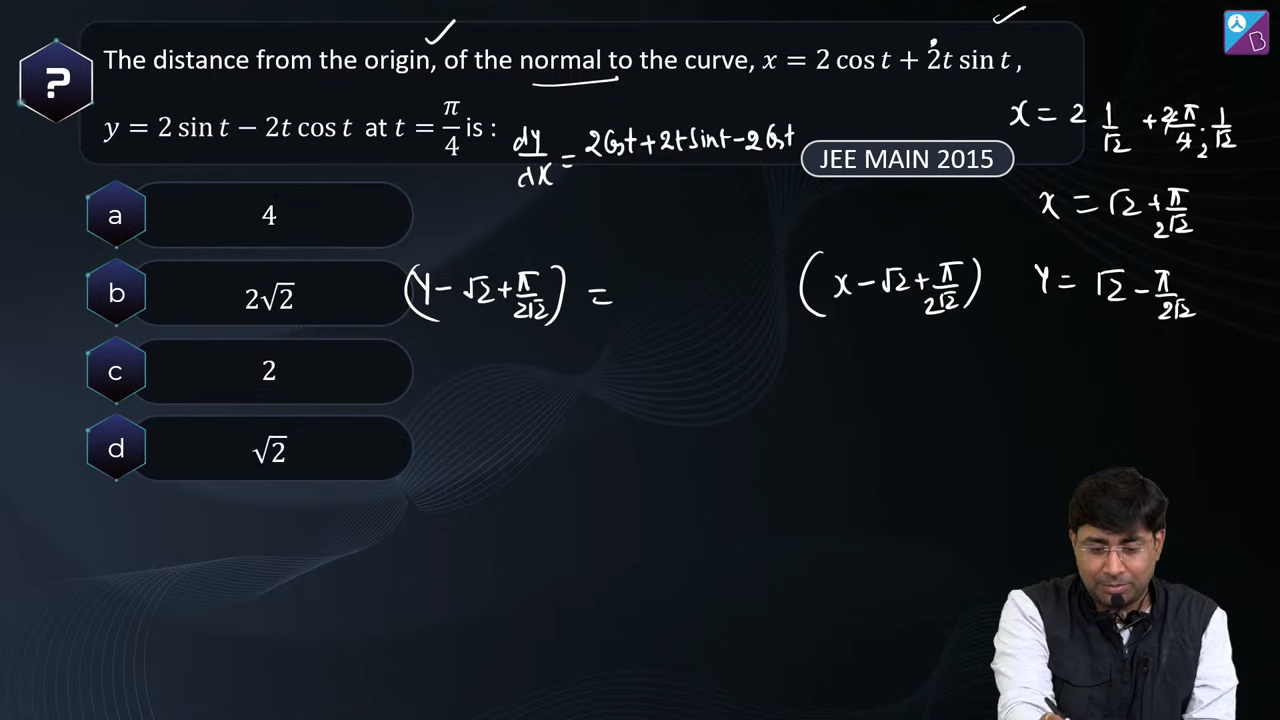 The distance from the origin, of the normal to the curve, x = 2 cos t + 2t sin t,
y = 2 sin t − 2t cos t at t = π/4 is :
JEE MAIN 2015
dy/dx = 2Cost + 2tSint − 2Cost
x = 2 1/√2 + 2π/4 · 1/√2
x = √2 + π/2√2
a 4
b 2√2
c 2
d √2
(y − √2 + π/2√2) = (x − √2 + π/2√2)
y = √2 − π/2√2
?
B